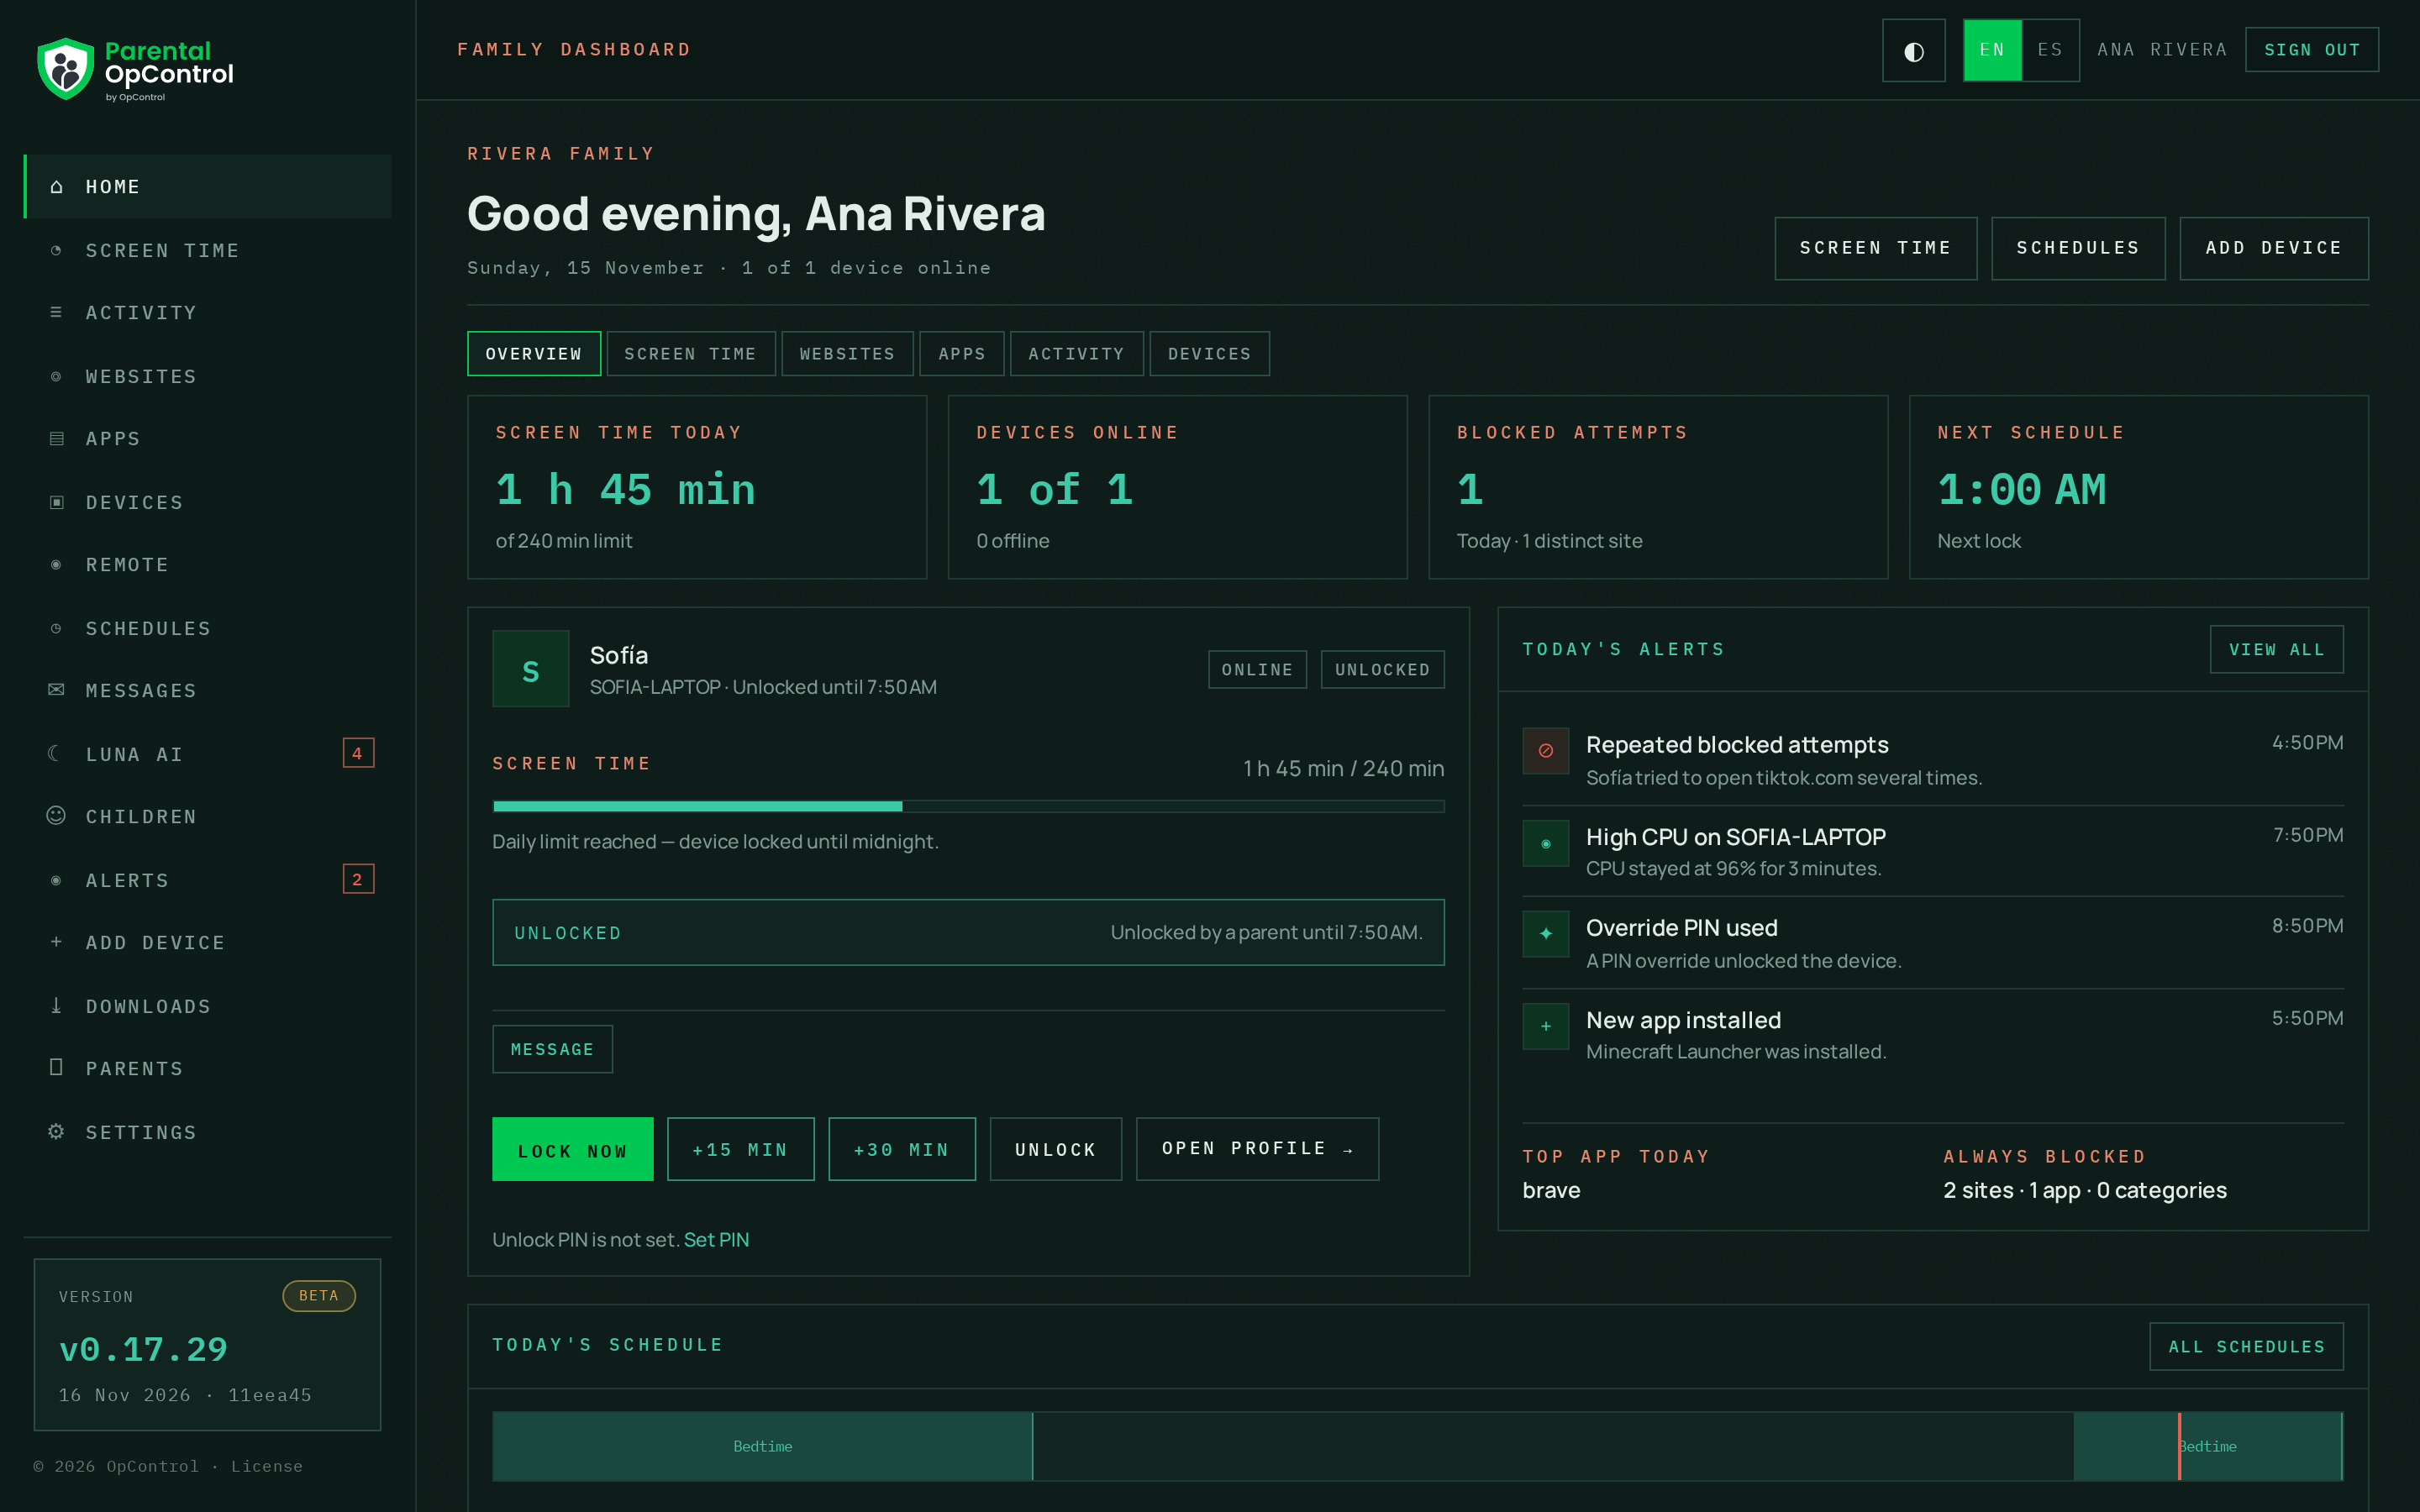 Parental
OpControl
by OpControl
HOME
SCREEN TIME
ACTIVITY
WEBSITES
APPS
DEVICES
REMOTE
SCHEDULES
MESSAGES
LUNA AI 4
CHILDREN
ALERTS 2
ADD DEVICE
DOWNLOADS
PARENTS
SETTINGS
VERSION BETA
v0.17.29
16 Nov 2026 · 11eea45
© 2026 OpControl · License
FAMILY DASHBOARD
EN ES ANA RIVERA SIGN OUT
RIVERA FAMILY
Good evening, Ana Rivera
Sunday, 15 November · 1 of 1 device online
SCREEN TIME SCHEDULES ADD DEVICE
OVERVIEW SCREEN TIME WEBSITES APPS ACTIVITY DEVICES
SCREEN TIME TODAY
1 h 45 min
of 240 min limit
DEVICES ONLINE
1 of 1
0 offline
BLOCKED ATTEMPTS
1
Today · 1 distinct site
NEXT SCHEDULE
1:00 AM
Next lock
S
Sofía
SOFIA-LAPTOP · Unlocked until 7:50 AM
ONLINE UNLOCKED
SCREEN TIME 1 h 45 min / 240 min
Daily limit reached — device locked until midnight.
UNLOCKED Unlocked by a parent until 7:50 AM.
MESSAGE
LOCK NOW +15 MIN +30 MIN UNLOCK OPEN PROFILE →
Unlock PIN is not set. Set PIN
TODAY'S ALERTS VIEW ALL
Repeated blocked attempts 4:50 PM
Sofía tried to open tiktok.com several times.
High CPU on SOFIA-LAPTOP 7:50 PM
CPU stayed at 96% for 3 minutes.
Override PIN used 8:50 PM
A PIN override unlocked the device.
New app installed 5:50 PM
Minecraft Launcher was installed.
TOP APP TODAY
brave
ALWAYS BLOCKED
2 sites · 1 app · 0 categories
TODAY'S SCHEDULE ALL SCHEDULES
Bedtime Bedtime